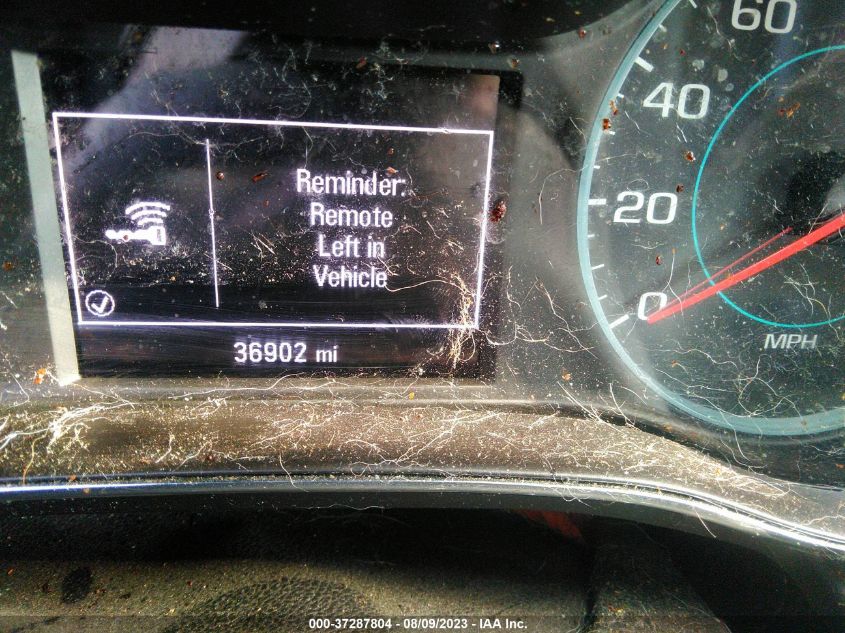 60
40
20
0
MPH
Reminder:
Remote
Left in
Vehicle
36902 mi
000-37287804 - 08/09/2023 - IAA Inc.